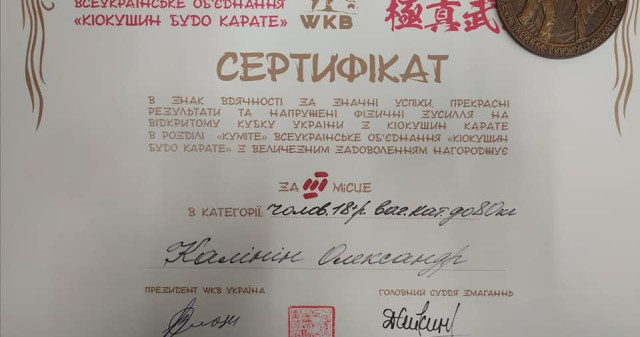 ВСЕУКРАЇНСЬКЕ ОБ'ЄДНАННЯ
«КІОКУШИН БУДО КАРАТЕ»
WKB
極真武
СЕРТИФІКАТ
В ЗНАК ВДЯЧНОСТІ ЗА ЗНАЧНІ УСПІХИ, ПРЕКРАСНІ
РЕЗУЛЬТАТИ ТА НАПРУЖЕНІ ФІЗИЧНІ ЗУСИЛЛЯ НА
ВІДКРИТОМУ КУБКУ УКРАЇНИ З КІОКУШИН КАРАТЕ
В РОЗДІЛІ «КУМІТЕ» ВСЕУКРАЇНСЬКЕ ОБ'ЄДНАННЯ «КІОКУШИН
БУДО КАРАТЕ» З ВЕЛИЧЕЗНИМ ЗАДОВОЛЕННЯМ НАГОРОДЖУЄ
ЗА III МІСЦЕ
В КАТЕГОРІЇ: чолов. 18+р. ваг. кат. до 80 кг
Калінін Олександр
ПРЕЗИДЕНТ WKB УКРАЇНА
ГОЛОВНИЙ СУДДЯ ЗМАГАННЬ